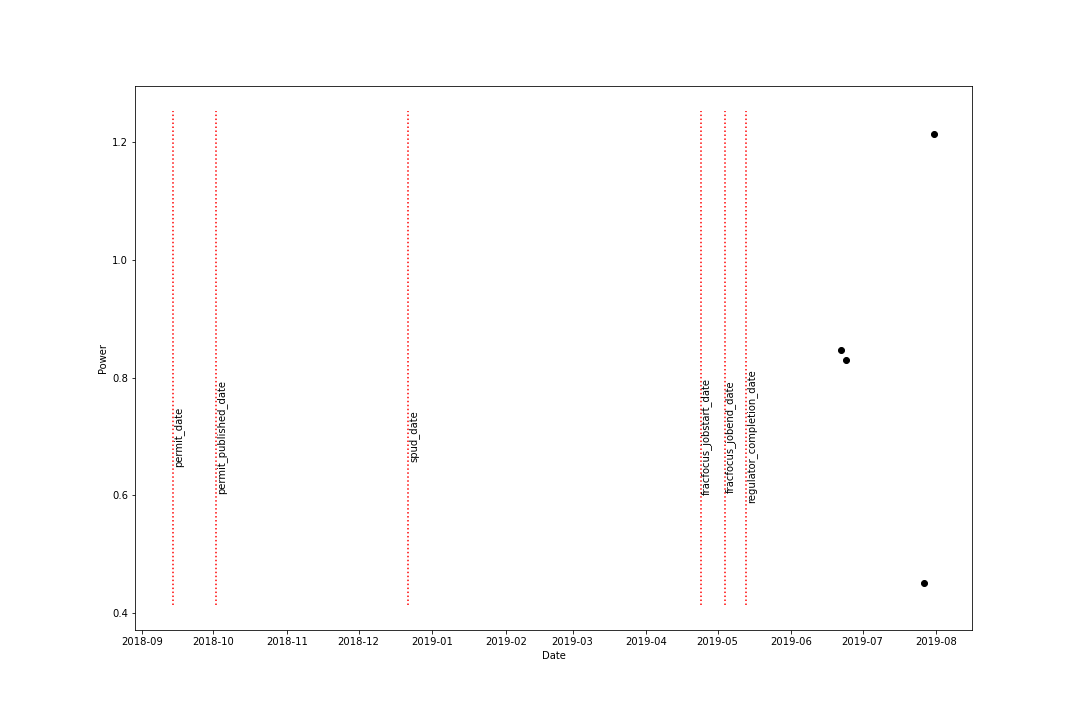 1.2
1.0
0.8
0.6
0.4
Power
permit_date
permit_published_date
spud_date
fracfocus_jobstart_date
fracfocus_jobend_date
regulator_completion_date
2018-09 2018-10 2018-11 2018-12 2019-01 2019-02 2019-03 2019-04 2019-05 2019-06 2019-07 2019-08
Date